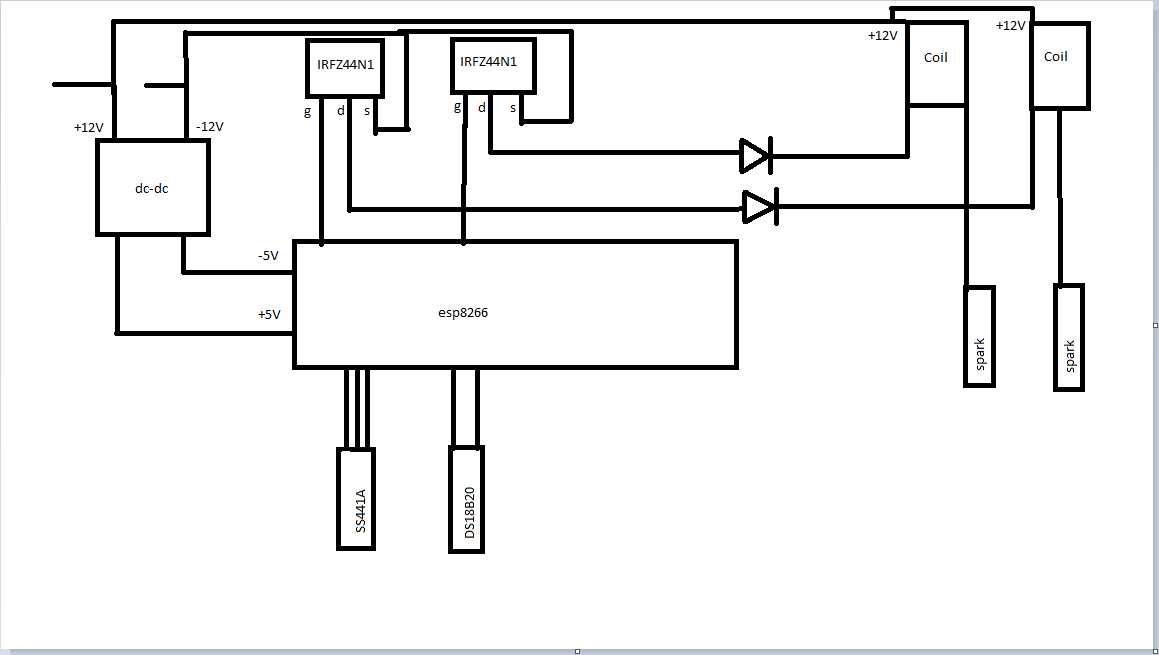 +12V
+12V
Coil
Coil
IRFZ44N1
IRFZ44N1
g
d
s
g
d
s
+12V
-12V
dc-dc
-5V
+5V
esp8266
spark
spark
SS441A
DS18B20